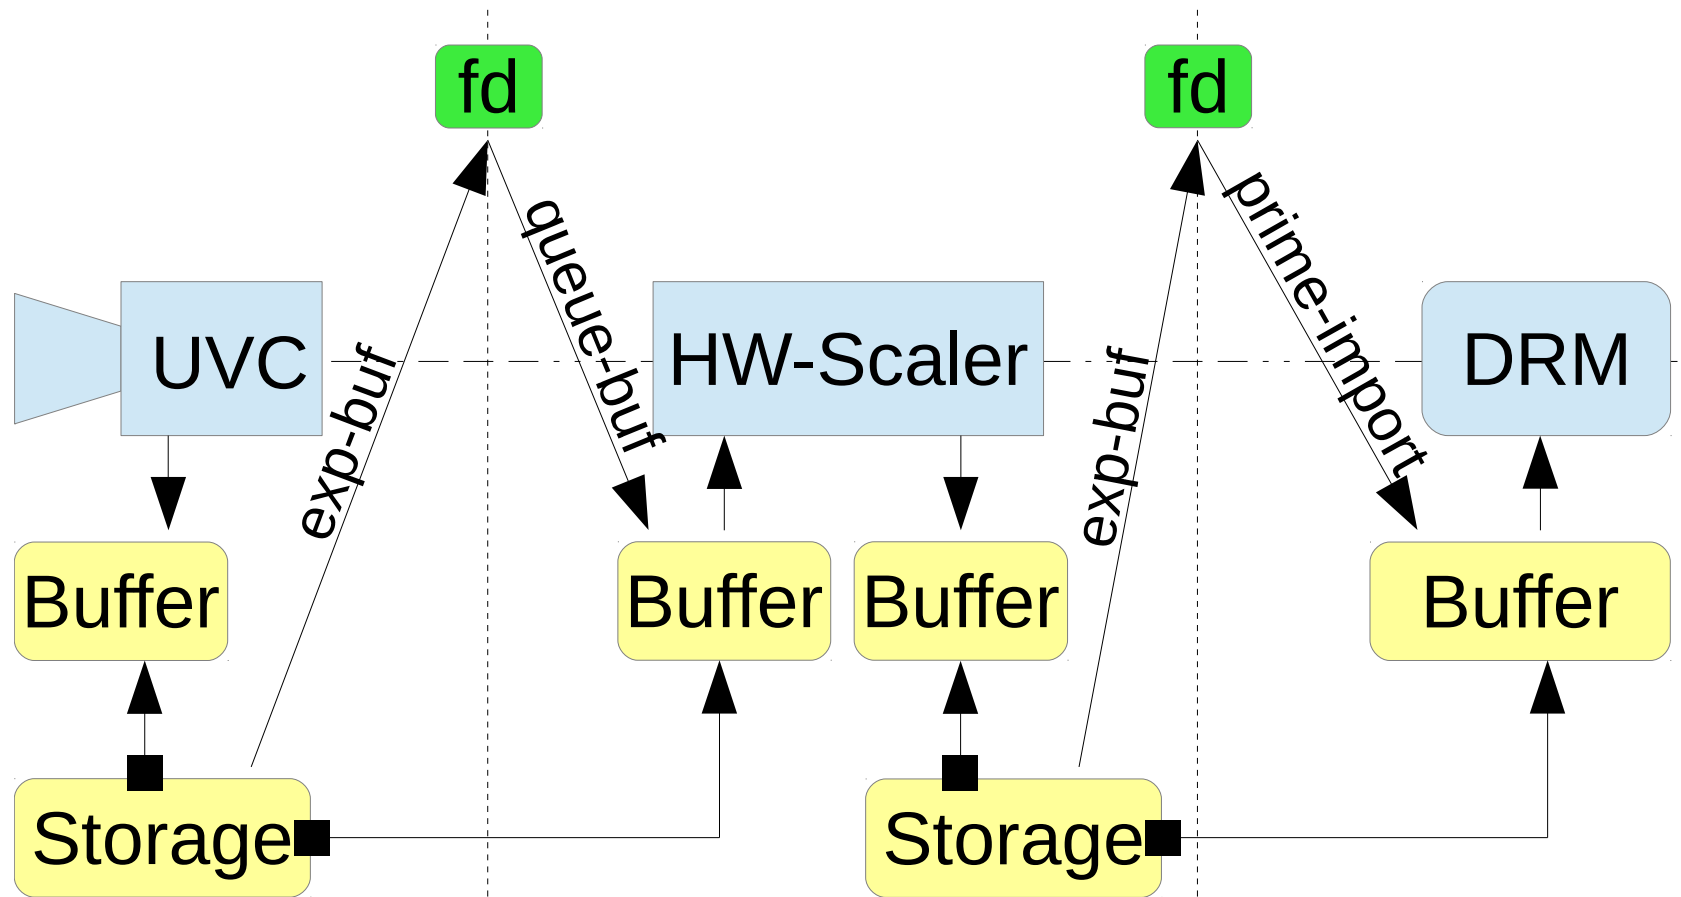 fd
fd
exp-buf
queue-buf
exp-buf
prime-import
UVC
HW-Scaler
DRM
Buffer
Buffer
Buffer
Buffer
Storage
Storage